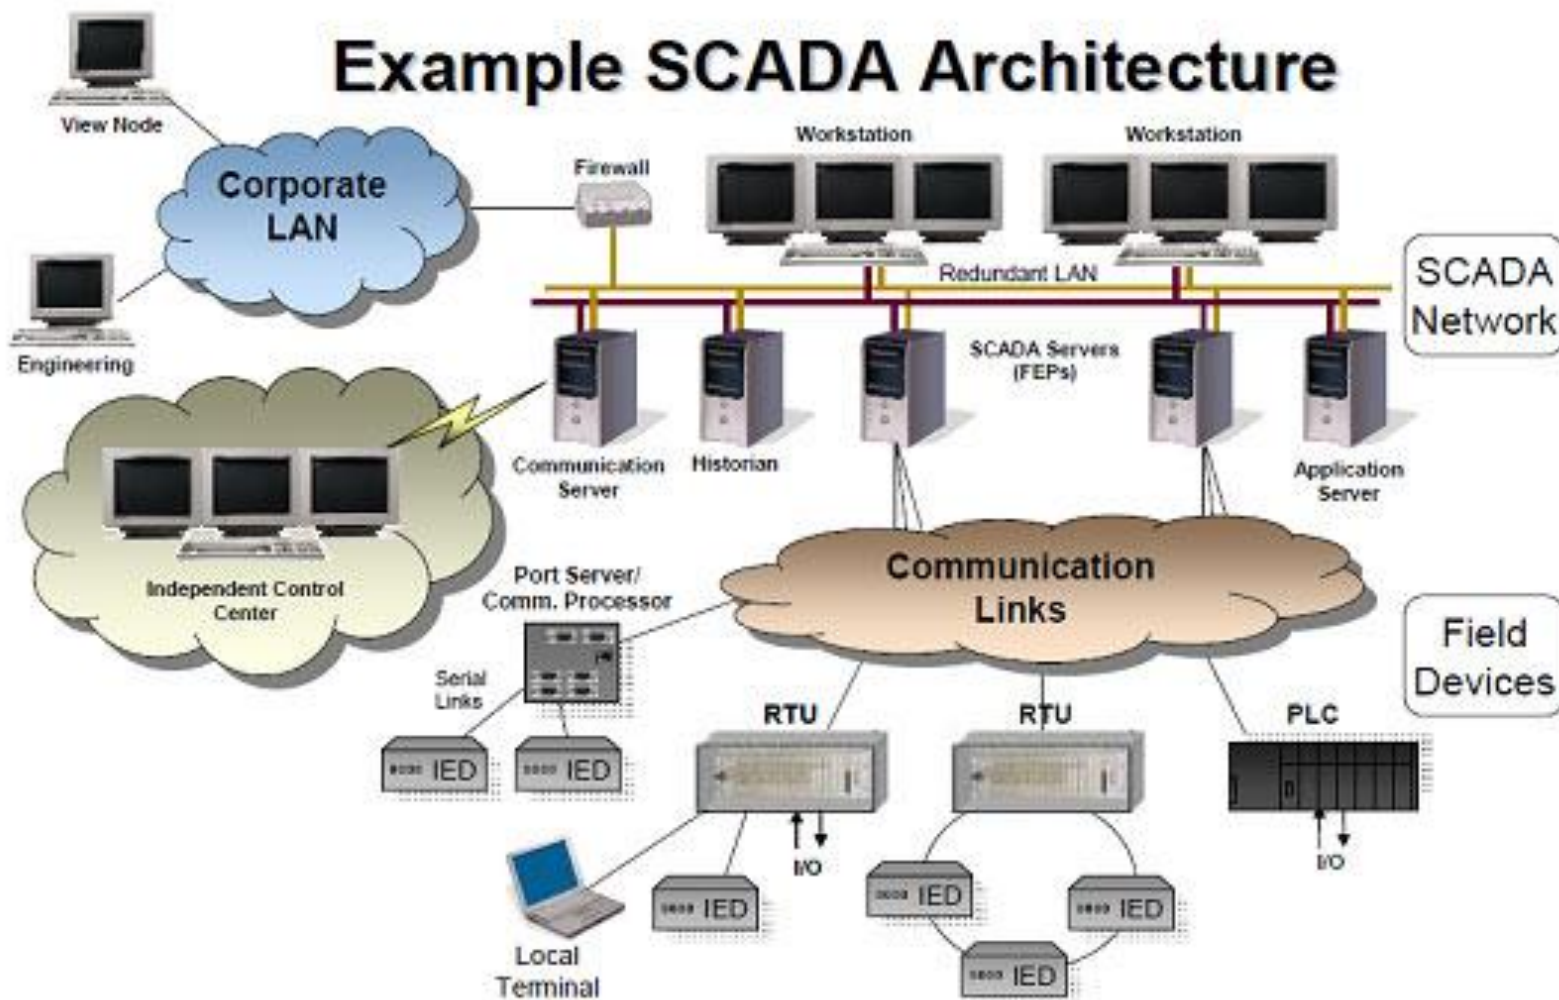 Example SCADA Architecture
View Node
Corporate
LAN
Firewall
Workstation
Workstation
Engineering
Redundant LAN
SCADA
Network
SCADA Servers
(FEPs)
Communication
Server
Historian
Application
Server
Independent Control
Center
Port Server/
Comm. Processor
Communication
Links
Field
Devices
Serial
Links
RTU
RTU
PLC
IED
IED
I/O
I/O
IED
IED
IED
IED
Local
Terminal